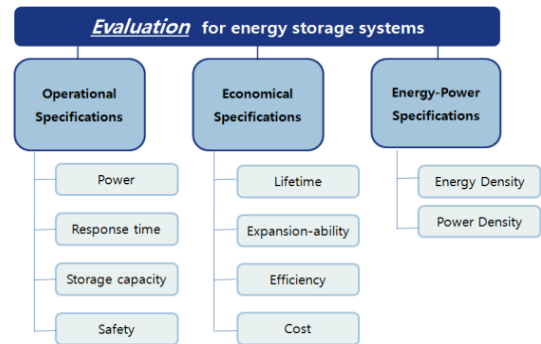 Evaluation for energy storage systems
Operational
Specifications
Economical
Specifications
Energy-Power
Specifications
Power
Response time
Storage capacity
Safety
Lifetime
Expansion-ability
Efficiency
Cost
Energy Density
Power Density